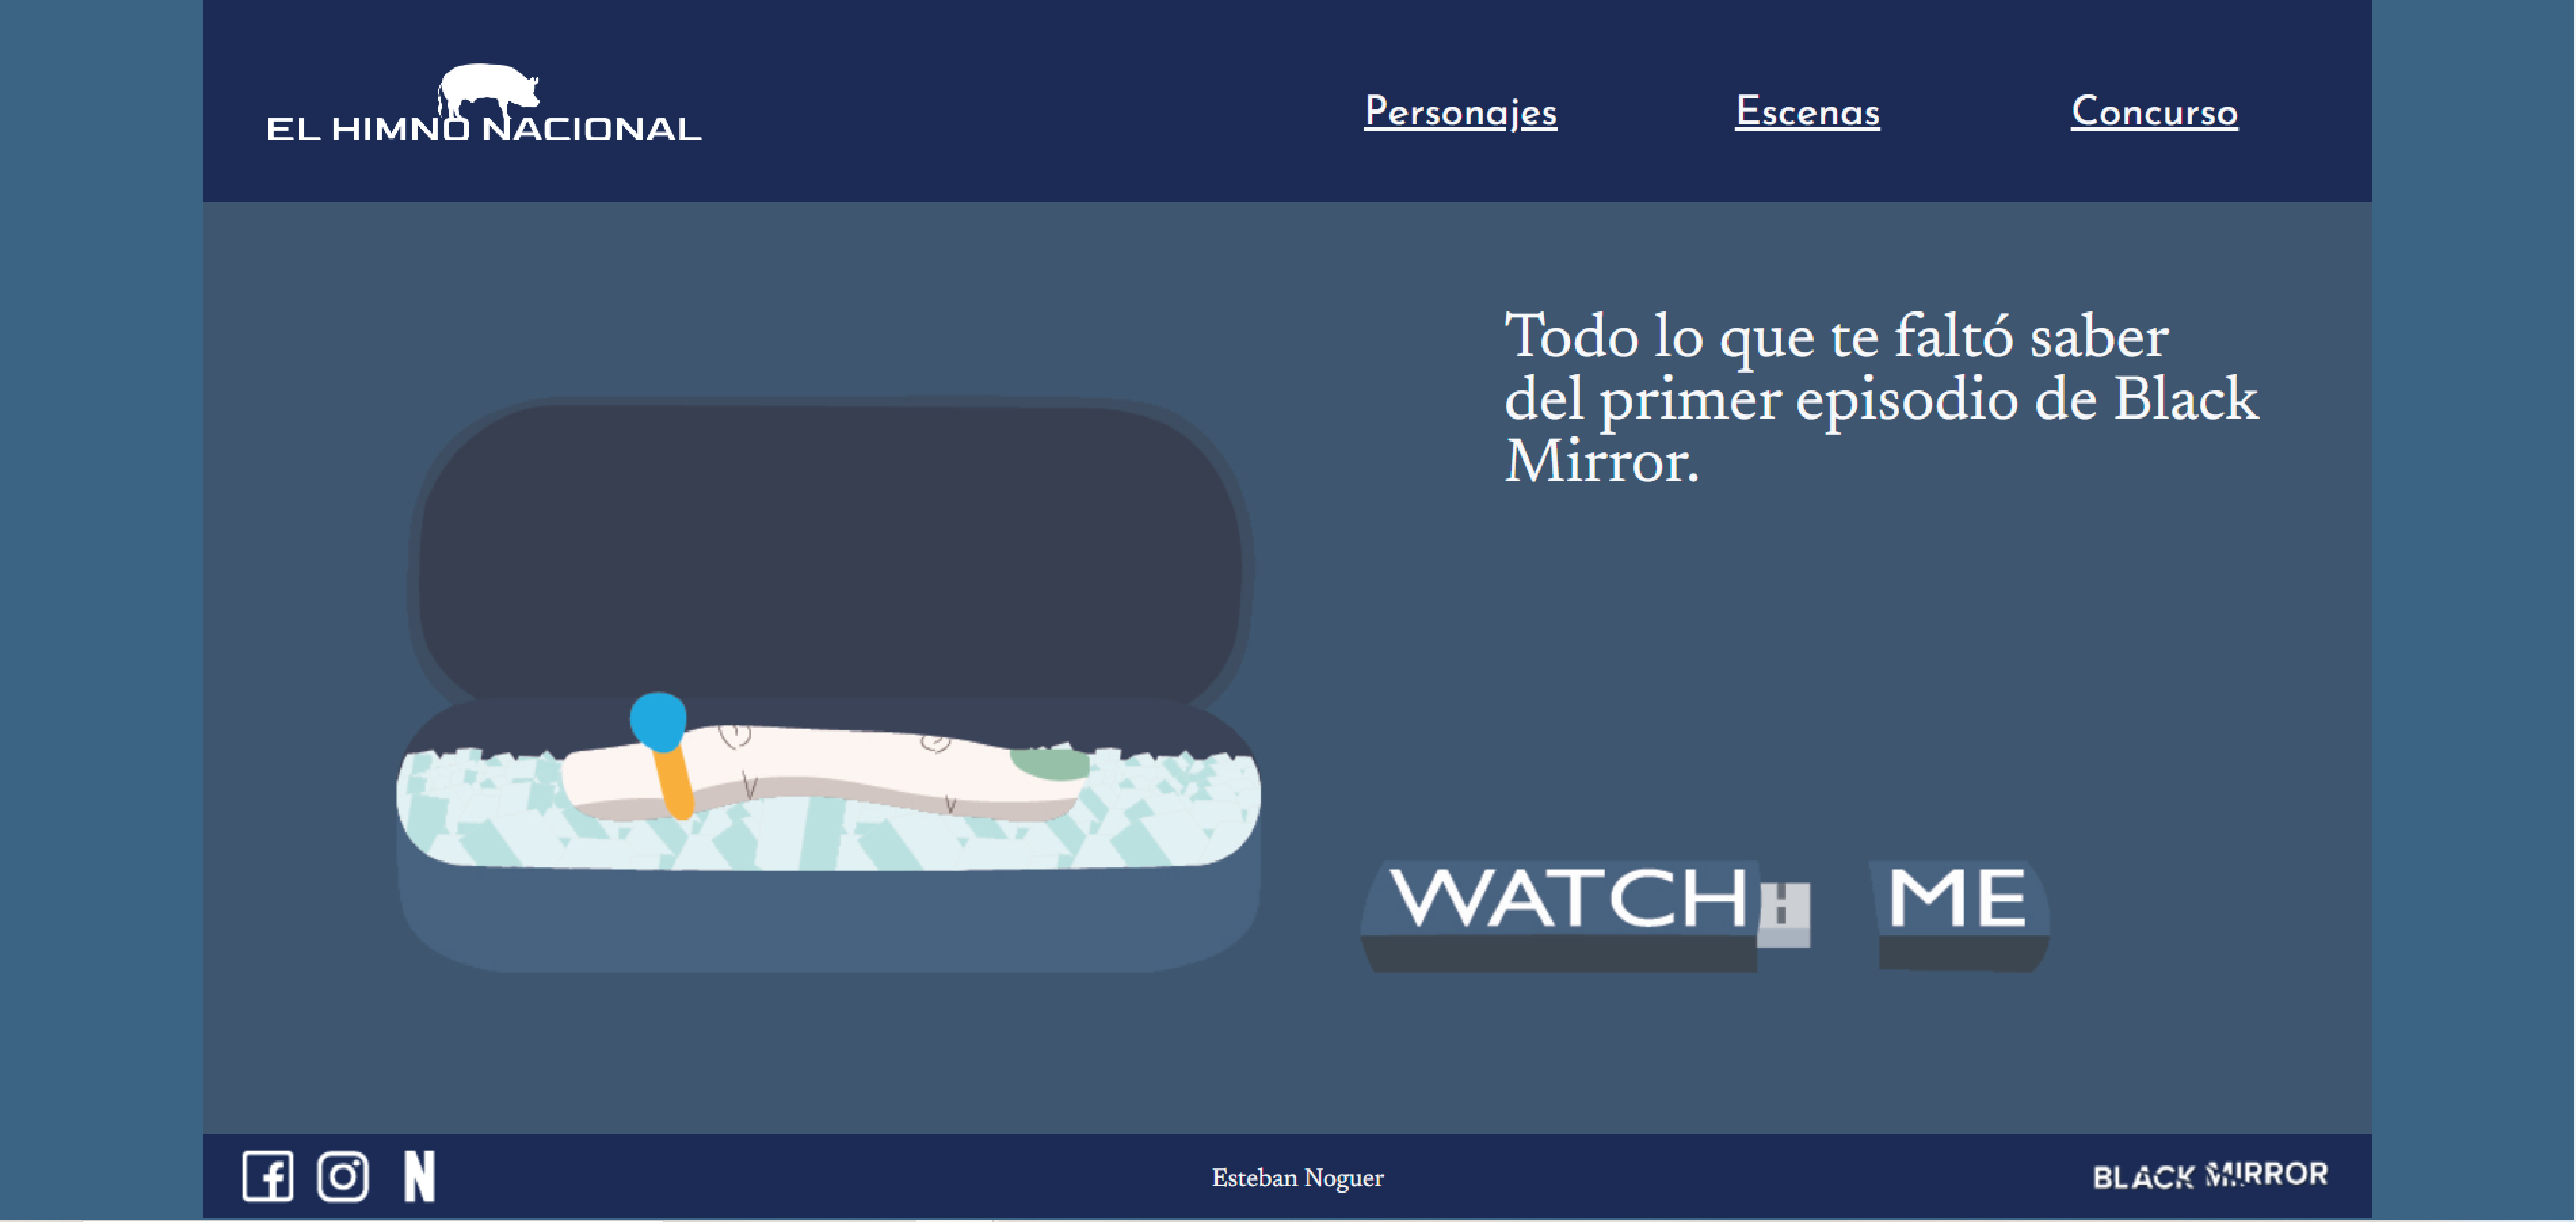 EL HIMNO NACIONAL
Personajes
Escenas
Concurso
Todo lo que te faltó saber
del primer episodio de Black
Mirror.
WATCH ME
Esteban Noguer
BLACK MIRROR